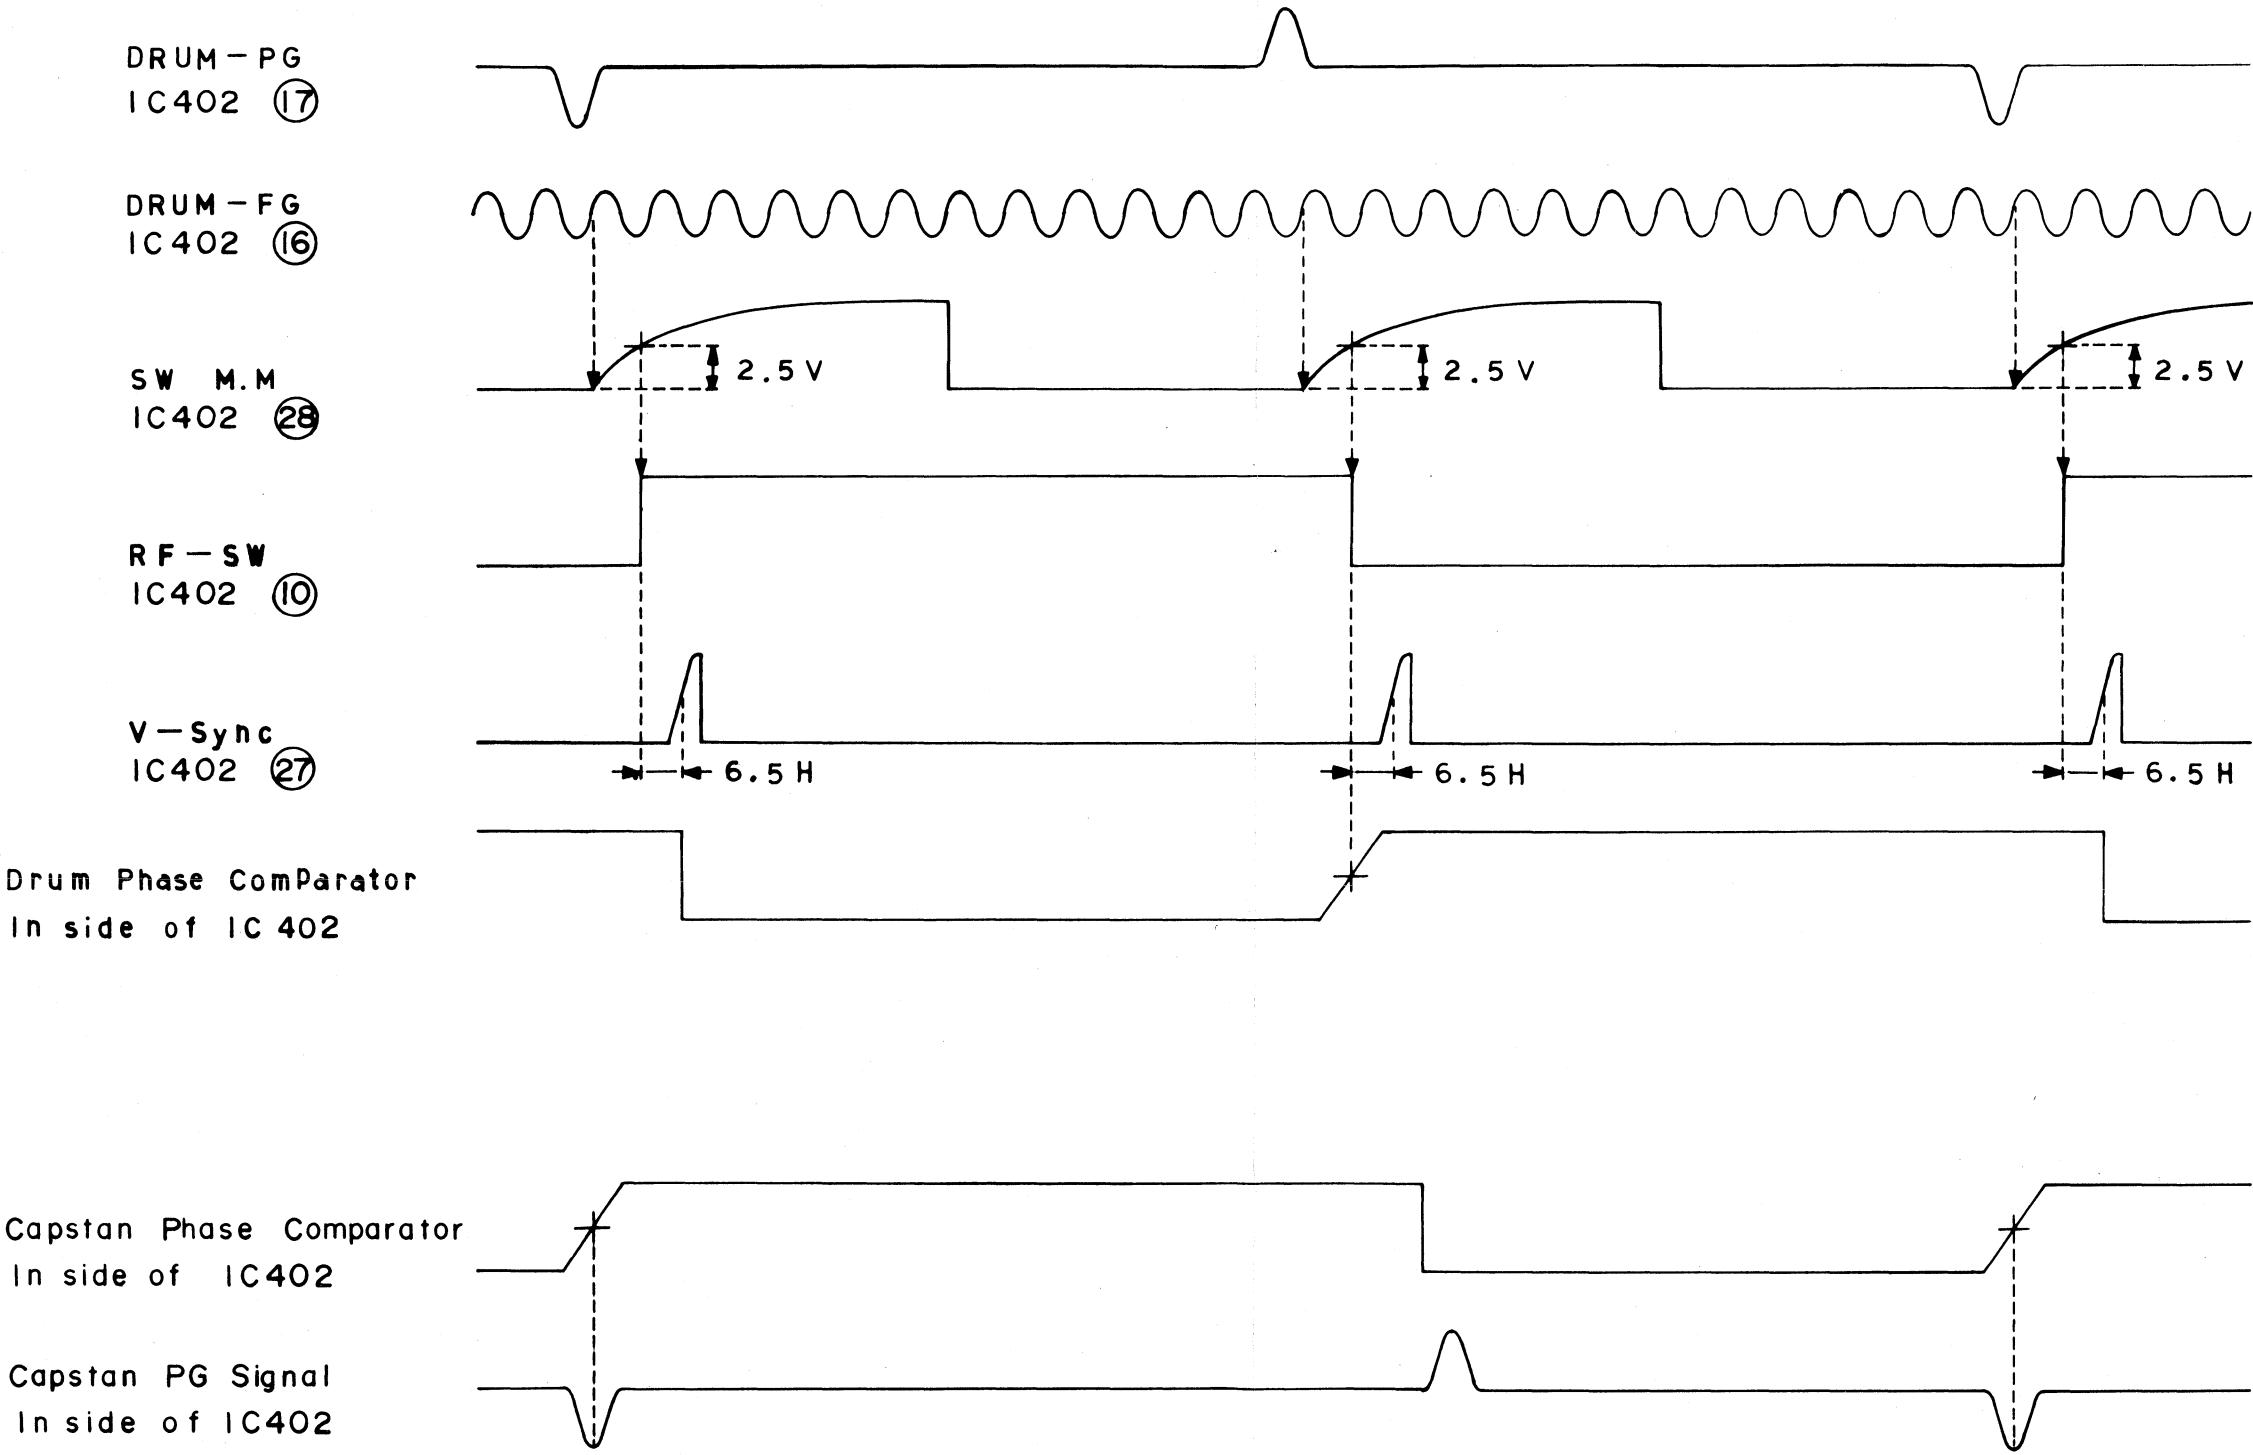 DRUM-PG
IC402 17
DRUM-FG
IC402 16
SW M.M
IC402 28
2.5 V
2.5 V
2.5 V
RF-SW
IC402 10
V-Sync
IC402 27
6.5 H
6.5 H
6.5 H
Drum Phase ComParator
In side of IC 402
Capstan Phase Comparator
In side of IC402
Capstan PG Signal
In side of IC402